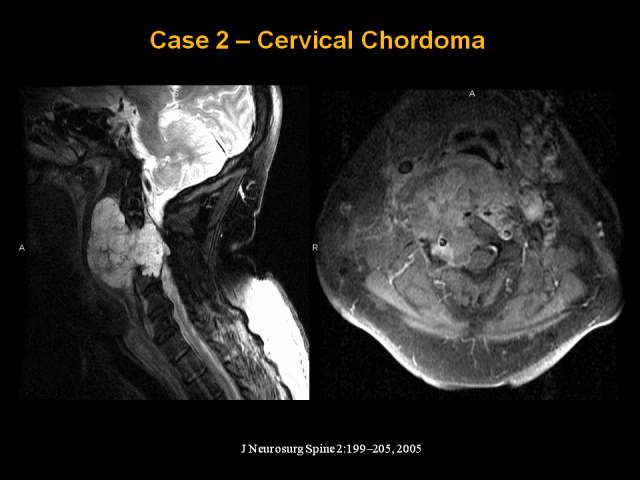 Case 2 – Cervical Chordoma
A
A
R
J Neurosurg Spine 2:199–205, 2005